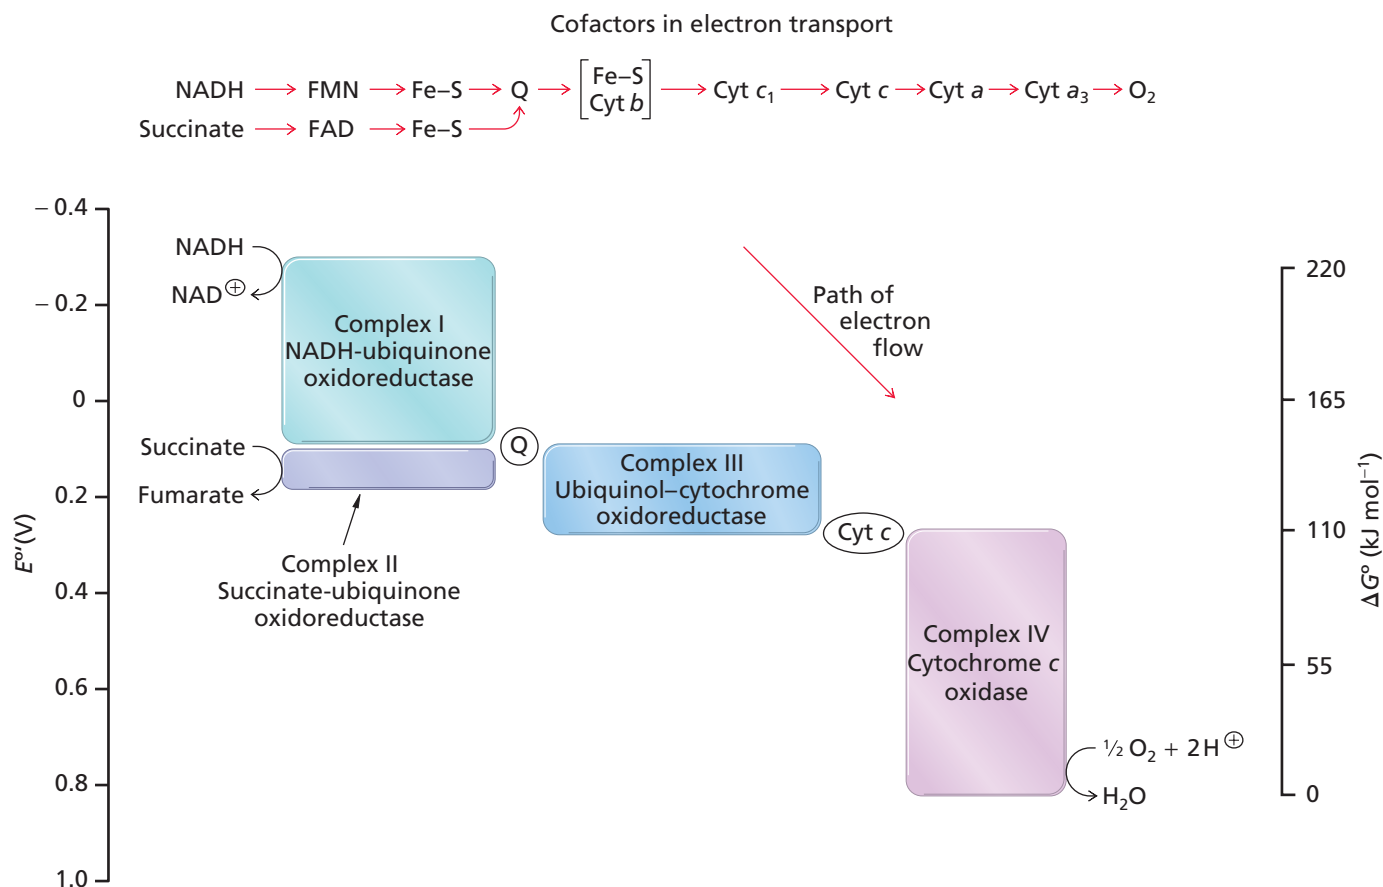 Cofactors in electron transport
NADH → FMN → Fe–S → Q → [Fe–S Cyt b] → Cyt c₁ → Cyt c → Cyt a → Cyt a₃ → O₂
Succinate → FAD → Fe–S
– 0.4
– 0.2
0
0.2
0.4
0.6
0.8
1.0
E°′(V)
NADH
NAD⊕
Complex I
NADH-ubiquinone
oxidoreductase
Succinate
Fumarate
Complex II
Succinate-ubiquinone
oxidoreductase
Q
Complex III
Ubiquinol–cytochrome
oxidoreductase
Cyt c
Path of
electron
flow
Complex IV
Cytochrome c
oxidase
½ O₂ + 2H⊕
H₂O
220
165
110
55
0
ΔG° (kJ mol⁻¹)